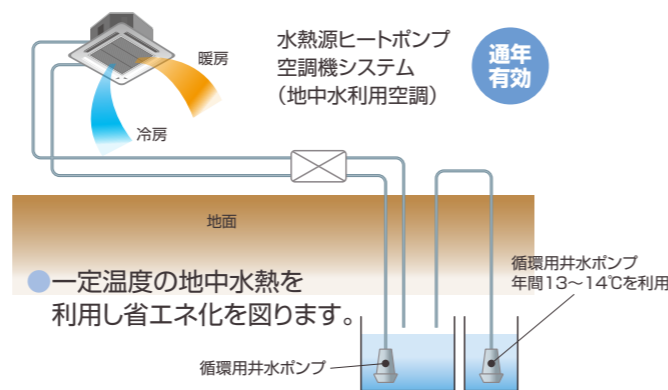 水熱源ヒートポンプ
空調機システム
（地中水利用空調）
通年
有効
暖房
冷房
地面
●一定温度の地中水熱を
利用し省エネ化を図ります。
循環用井水ポンプ
年間13～14℃を利用
循環用井水ポンプ